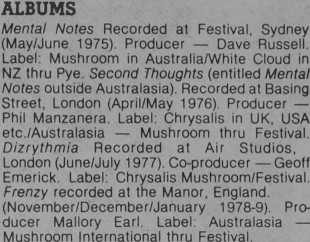 ALBUMS
Mental Notes Recorded at Festival, Sydney
(May/June 1975). Producer — Dave Russell.
Label: Mushroom in Australia/White Cloud in
NZ thru Pye. Second Thoughts (entitled Mental
Notes outside Australasia). Recorded at Basing
Street, London (April/May 1976). Producer —
Phil Manzanera. Label: Chrysalis in UK, USA
etc./Australasia — Mushroom thru Festival.
Dizrythmia Recorded at Air Studios,
London (June/July 1977). Co-producer — Geoff
Emerick. Label: Chrysalis Mushroom/Festival.
Frenzy recorded at the Manor, England.
(November/December/January 1978-9). Pro-
ducer Mallory Earl. Label: Australasia —
Mushroom International thru Festival.